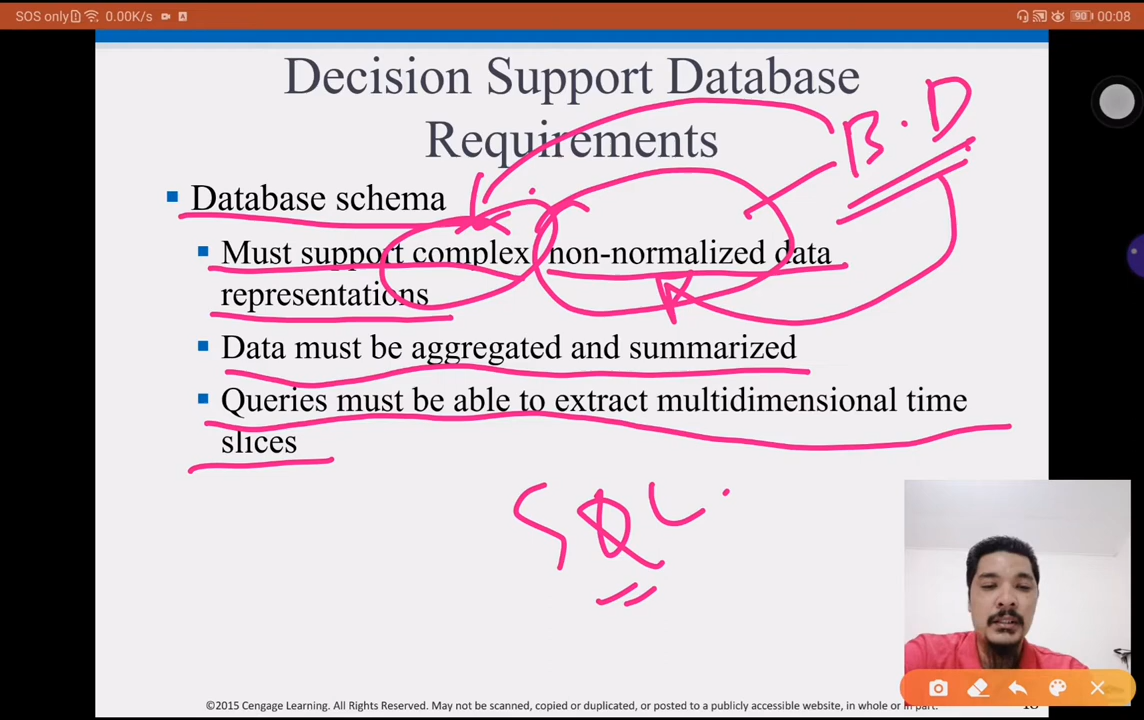 SOS only 0.00K/s A 90 00:08
Decision Support Database
Requirements
B.D
Database schema
Must support complex, non-normalized data
representations
Data must be aggregated and summarized
Queries must be able to extract multidimensional time
slices
SQL.
©2015 Cengage Learning. All Rights Reserved. May not be scanned, copied or duplicated, or posted to a publicly accessible website, in whole or in part.